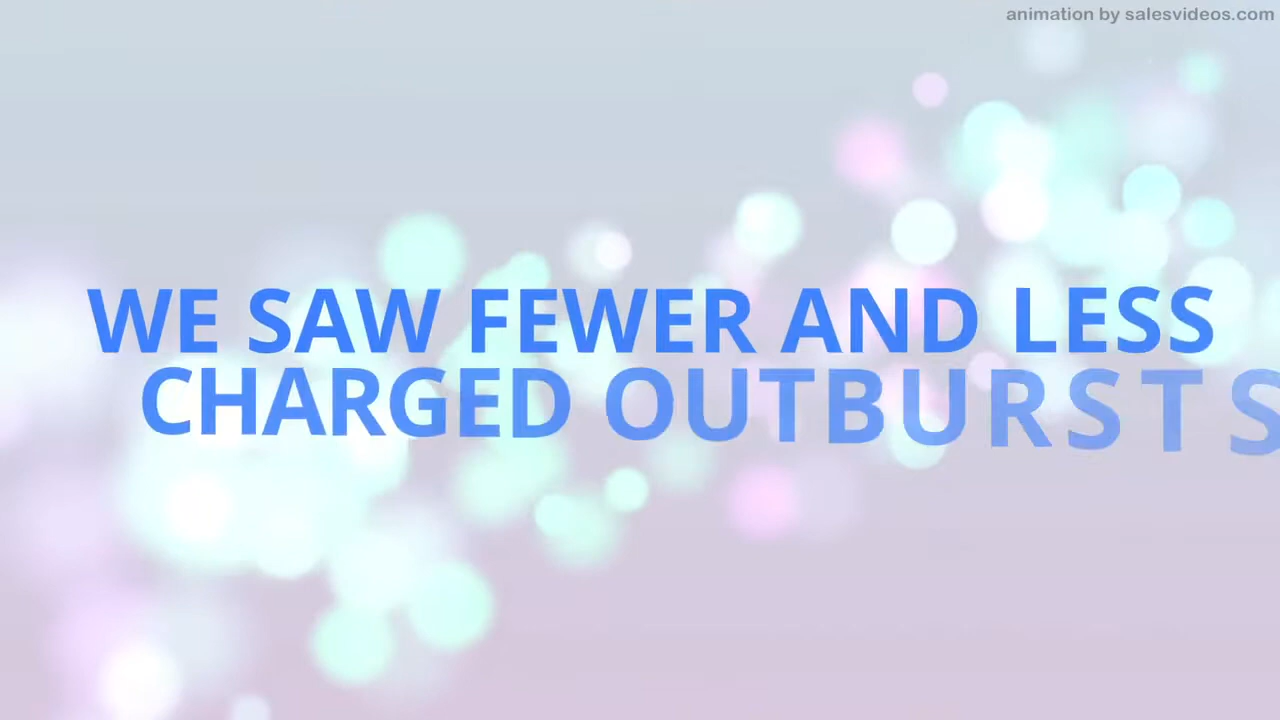 animation by salesvideos.com
WE SAW FEWER AND LESS
CHARGED OUTBURSTS